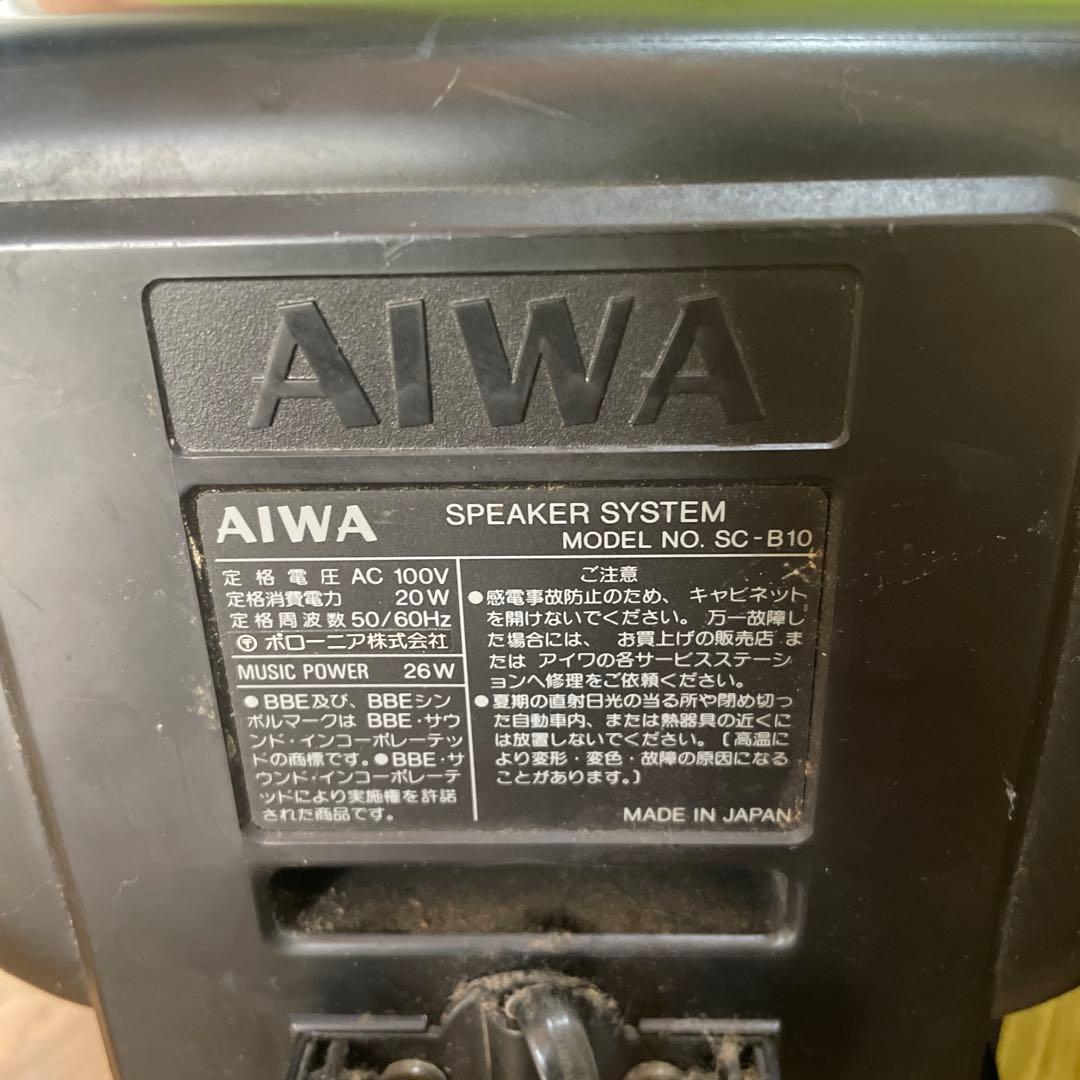 AIWA
AIWA
SPEAKER SYSTEM
MODEL NO. SC-B10
定格電圧 AC 100V
定格消費電力 20W
定格周波数 50/60Hz
〒 ポローニア株式会社
MUSIC POWER 26W
●BBE及び、BBEシン
ボルマークは BBE・サウ
ンド・インコーポレーテッ
ドの商標です。●BBE・サ
ウンド・インコーポレーテ
ッドにより実施権を許諾
された商品です。
ご注意
●感電事故防止のため、キャビネット
を開けないでください。万一故障し
た場合には、お買上げの販売店 ま
たは アイワの各サービスステーシ
ョンへ修理をご依頼ください。
●夏期の直射日光の当る所や閉め切っ
た自動車内、または熱器具の近くに
は放置しないでください。(高温に
より変形・変色・故障の原因になる
ことがあります。)
MADE IN JAPAN